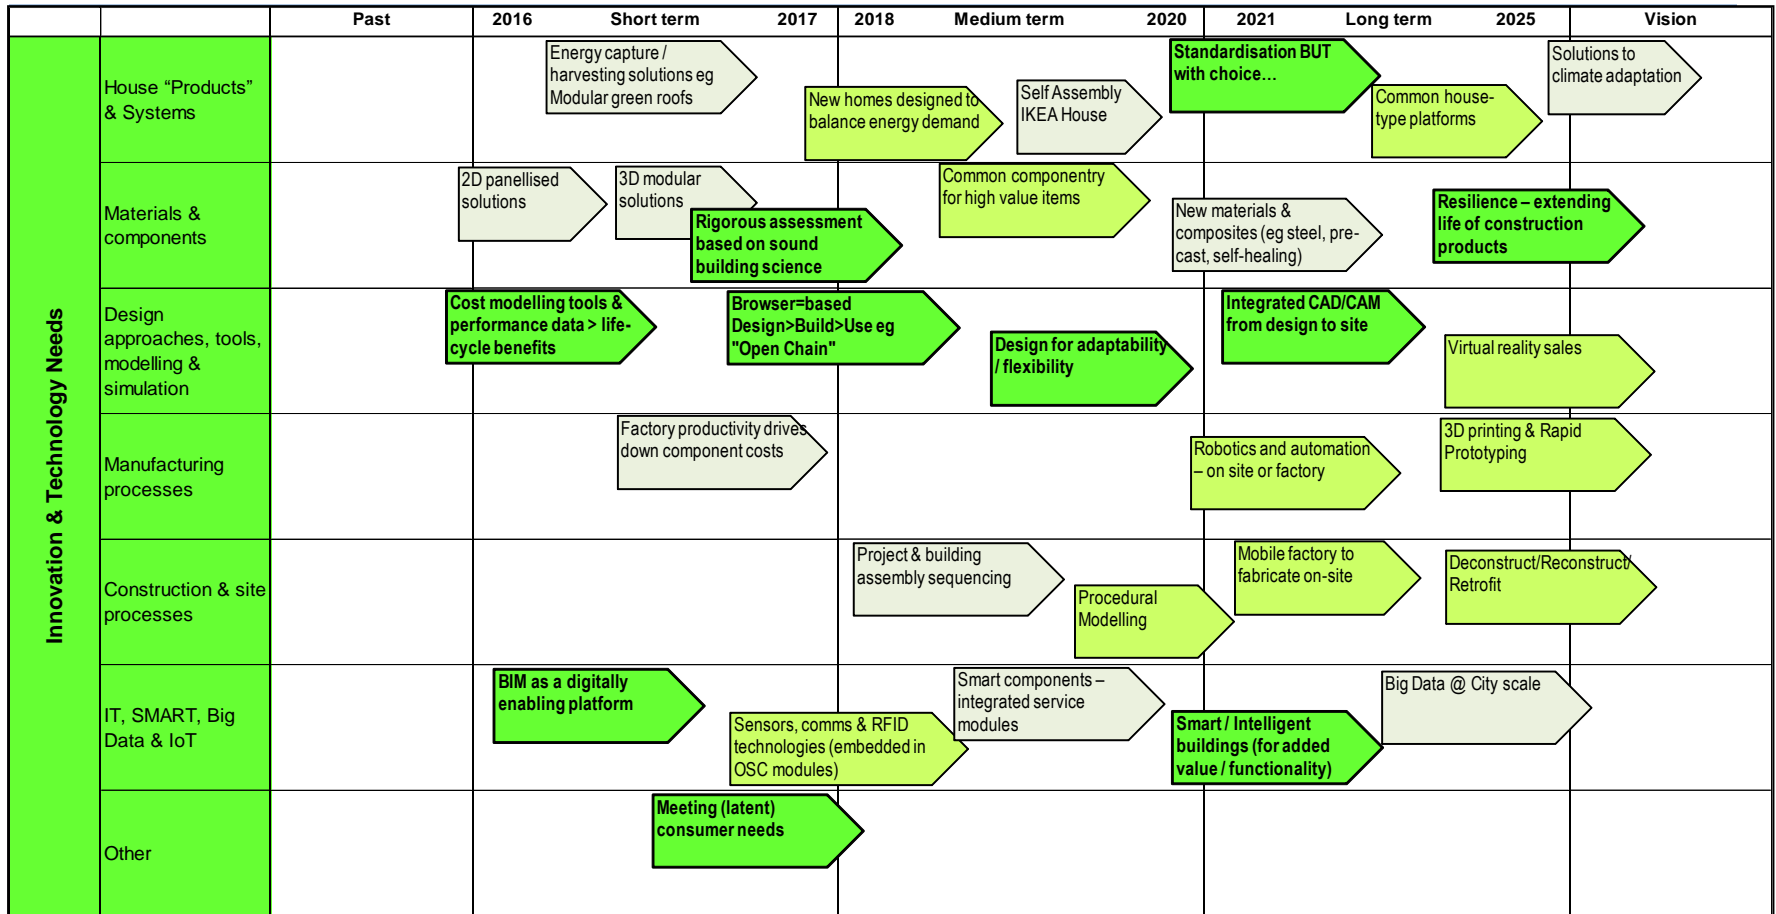 Past
2016
Short term
2017
2018
Medium term
2020
2021
Long term
2025
Vision
Innovation & Technology Needs
House “Products”
& Systems
Energy capture /
harvesting solutions eg
Modular green roofs
New homes designed to
balance energy demand
Self Assembly
IKEA House
Standardisation BUT
with choice…
Common house-
type platforms
Solutions to
climate adaptation
Materials &
components
2D panellised
solutions
3D modular
solutions
Rigorous assessment
based on sound
building science
Common componentry
for high value items
New materials &
composites (eg steel, pre-
cast, self-healing)
Resilience – extending
life of construction
products
Design
approaches, tools,
modelling &
simulation
Cost modelling tools &
performance data > life-
cycle benefits
Browser=based
Design>Build>Use eg
"Open Chain"
Design for adaptability
/ flexibility
Integrated CAD/CAM
from design to site
Virtual reality sales
Manufacturing
processes
Factory productivity drives
down component costs
Robotics and automation
– on site or factory
3D printing & Rapid
Prototyping
Construction & site
processes
Project & building
assembly sequencing
Procedural
Modelling
Mobile factory to
fabricate on-site
Deconstruct/Reconstruct/
Retrofit
IT, SMART, Big
Data & IoT
BIM as a digitally
enabling platform
Sensors, comms & RFID
technologies (embedded in
OSC modules)
Smart components –
integrated service
modules
Smart / Intelligent
buildings (for added
value / functionality)
Big Data @ City scale
Other
Meeting (latent)
consumer needs